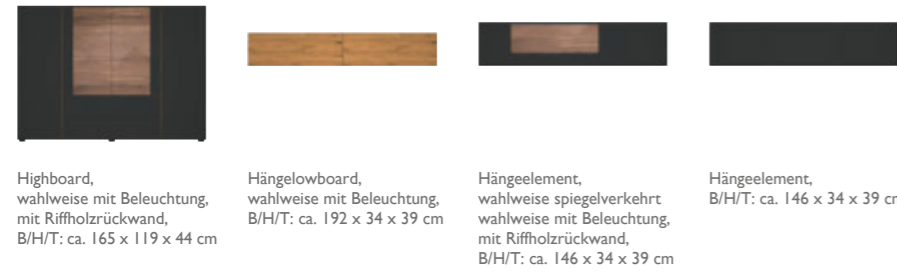 Highboard,
wahlweise mit Beleuchtung,
mit Riffholzrückwand,
B/H/T: ca. 165 x 119 x 44 cm
Hängelowboard,
wahlweise mit Beleuchtung,
B/H/T: ca. 192 x 34 x 39 cm
Hängeelement,
wahlweise spiegelverkehrt
wahlweise mit Beleuchtung,
mit Riffholzrückwand,
B/H/T: ca. 146 x 34 x 39 cm
Hängeelement,
B/H/T: ca. 146 x 34 x 39